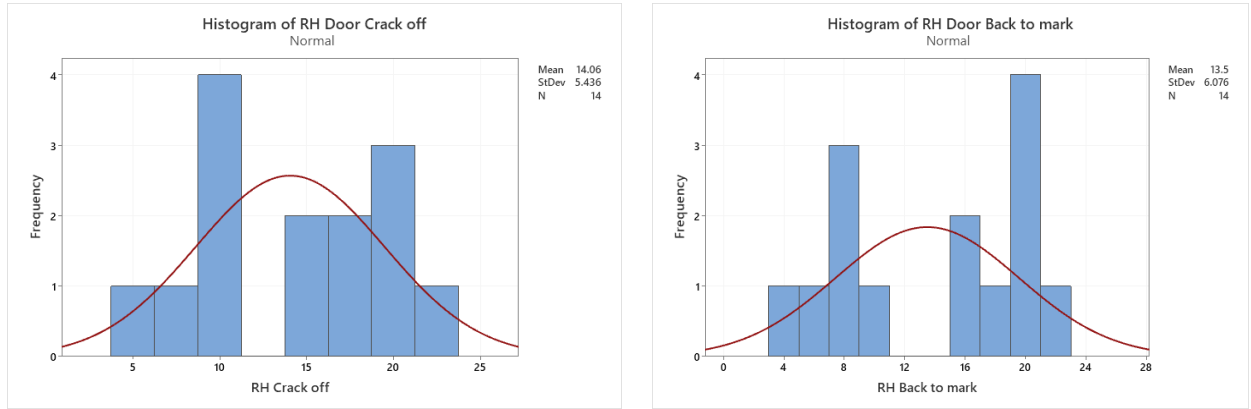 Histogram of RH Door Crack off
Normal
Mean 14.06
StDev 5.436
N 14
Frequency
4
3
2
1
0
5 10 15 20 25
RH Crack off
Histogram of RH Door Back to mark
Normal
Mean 13.5
StDev 6.076
N 14
Frequency
4
3
2
1
0
0 4 8 12 16 20 24 28
RH Back to mark